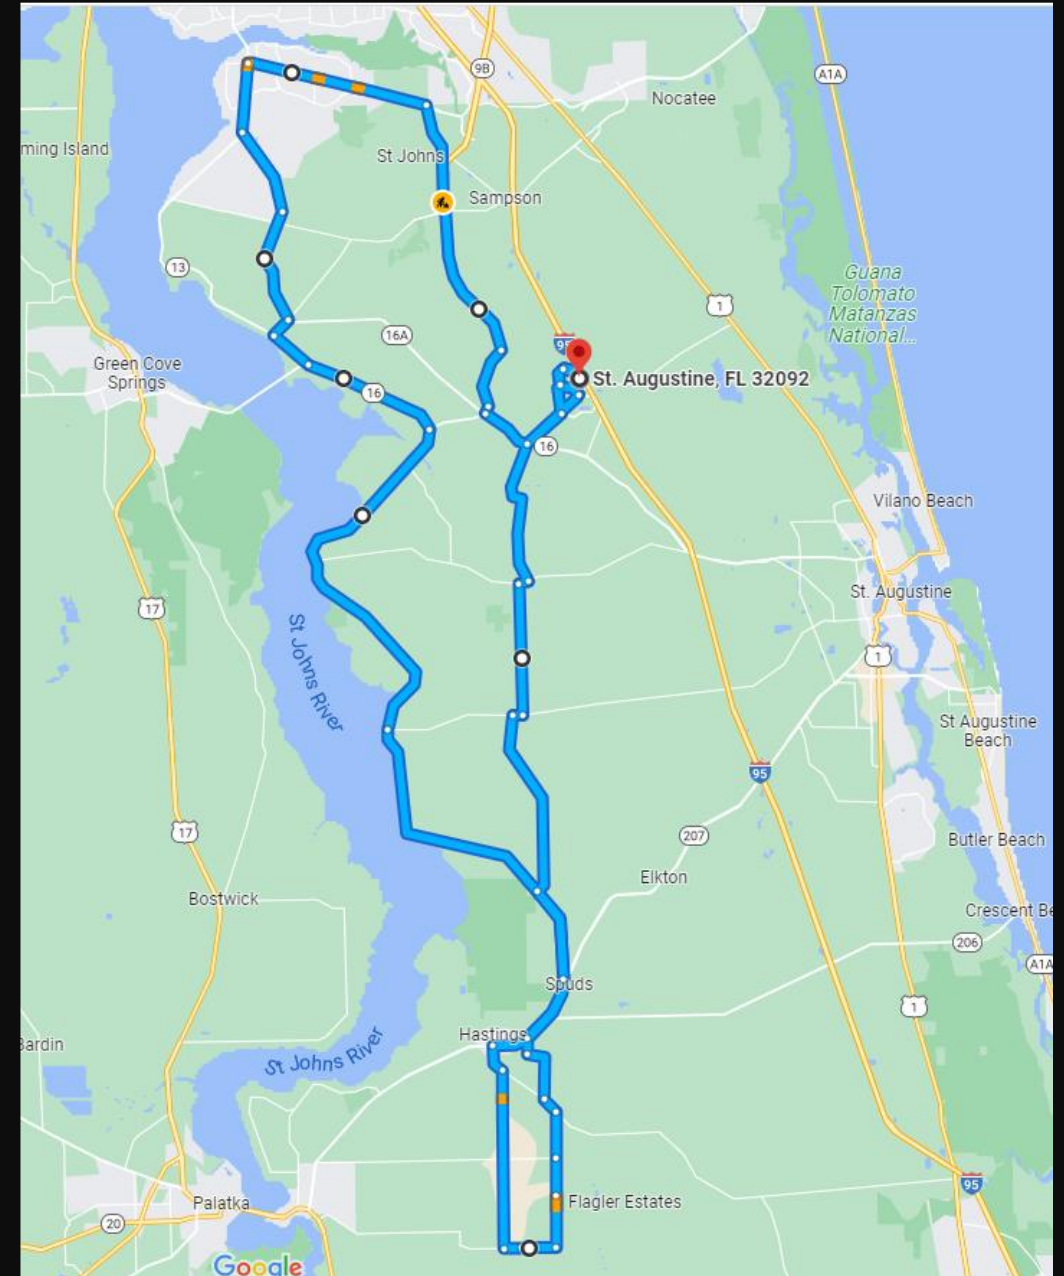 9B
A1A
Nocatee
ming Island
St Johns
Sampson
13
Guana
Tolomato
Matanzas
National...
1
16A
95
Green Cove
Springs
St. Augustine, FL 32092
16
16
Vilano Beach
17
St. Augustine
St Johns River
1
St Augustine
Beach
95
17
207
Butler Beach
Elkton
Bostwick
Crescent Be
206
A1A
Spuds
1
Hastings
Bardin
St Johns River
95
Palatka
Flagler Estates
20
Google